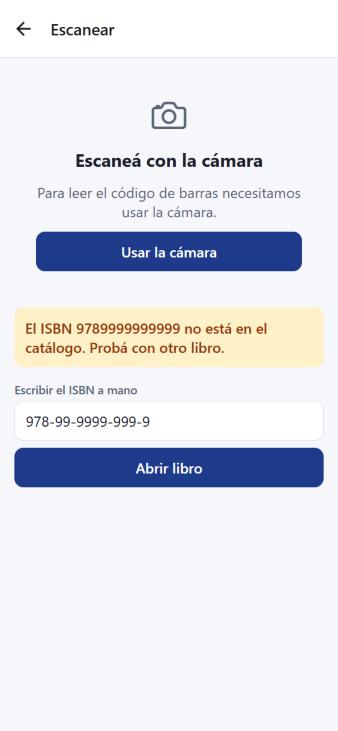 Escanear
Escaneá con la cámara
Para leer el código de barras necesitamos
usar la cámara.
Usar la cámara
El ISBN 9789999999999 no está en el
catálogo. Probá con otro libro.
Escribir el ISBN a mano
978-99-9999-999-9
Abrir libro